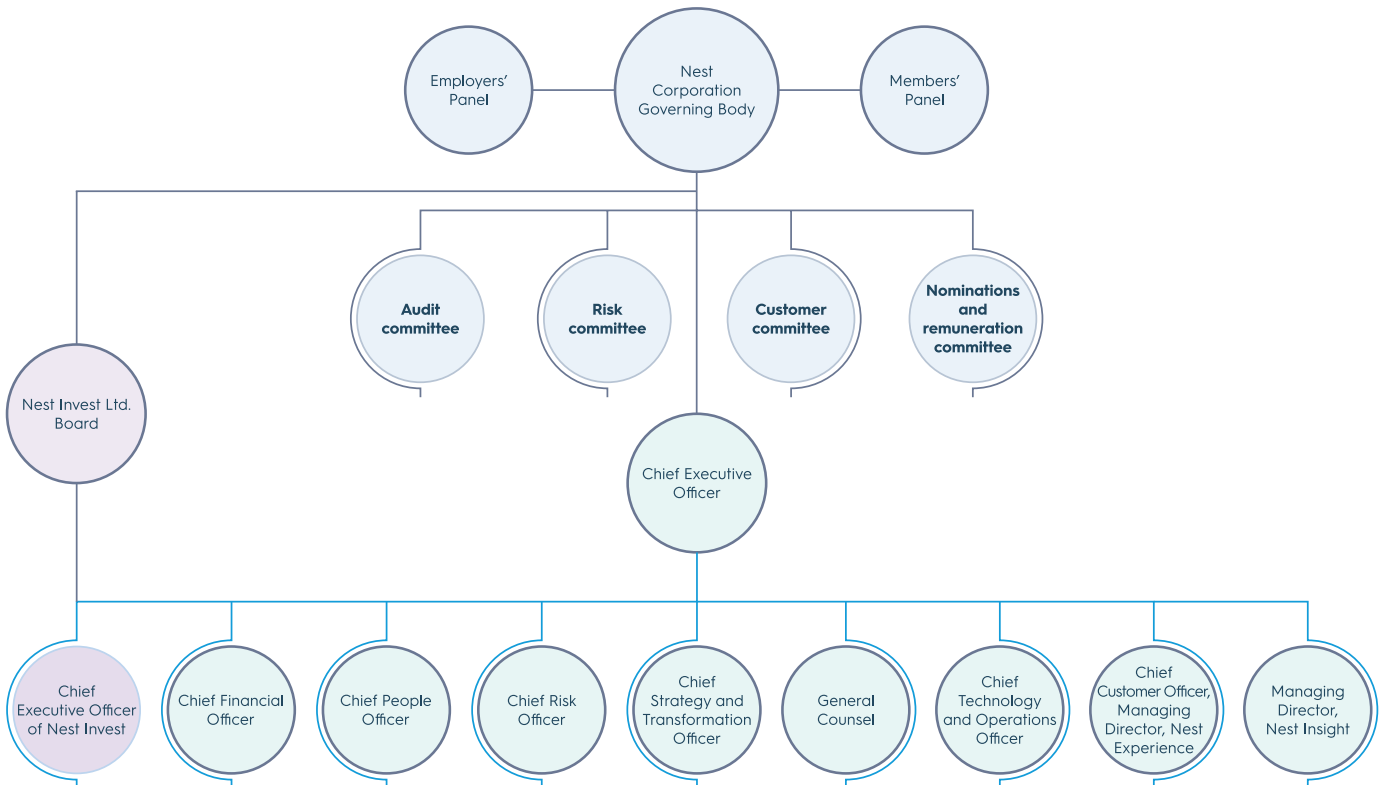 Employers'
Panel
Nest
Corporation
Governing Body
Members'
Panel
Audit
committee
Risk
committee
Customer
committee
Nominations
and
remuneration
committee
Nest Invest Ltd.
Board
Chief Executive
Officer
Chief
Executive Officer
of Nest Invest
Chief Financial
Officer
Chief People
Officer
Chief Risk
Officer
Chief
Strategy and
Transformation
Officer
General
Counsel
Chief
Technology
and Operations
Officer
Chief
Customer Officer,
Managing
Director, Nest
Experience
Managing
Director,
Nest Insight